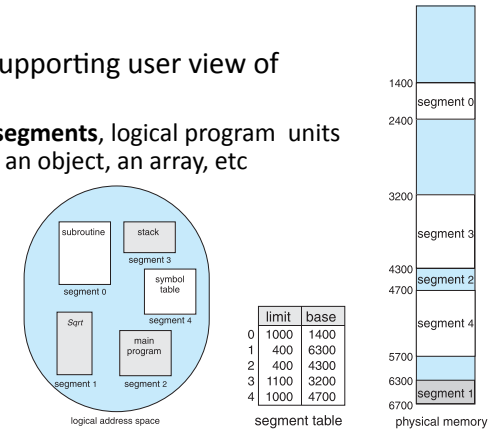 upporting user view of
segments, logical program units
an object, an array, etc
subroutine
segment 0
stack
segment 3
symbol
table
segment 4
Sqrt
segment 1
main
program
segment 2
logical address space
limit base
0 1000 1400
1 400 6300
2 400 4300
3 1100 3200
4 1000 4700
segment table
1400
segment 0
2400
3200
segment 3
4300
segment 2
4700
segment 4
5700
6300
segment 1
6700
physical memory